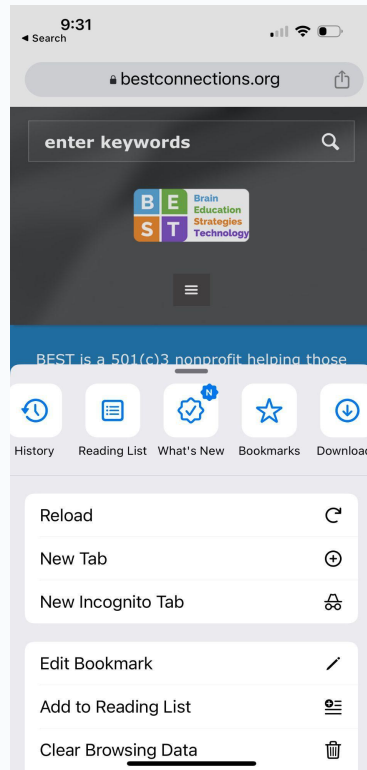 9:31
◀ Search
bestconnections.org
enter keywords
B E
S T
Brain
Education
Strategies
Technology
BEST is a 501(c)3 nonprofit helping those
N
History Reading List What's New Bookmarks Download
Reload
New Tab
New Incognito Tab
Edit Bookmark
Add to Reading List
Clear Browsing Data